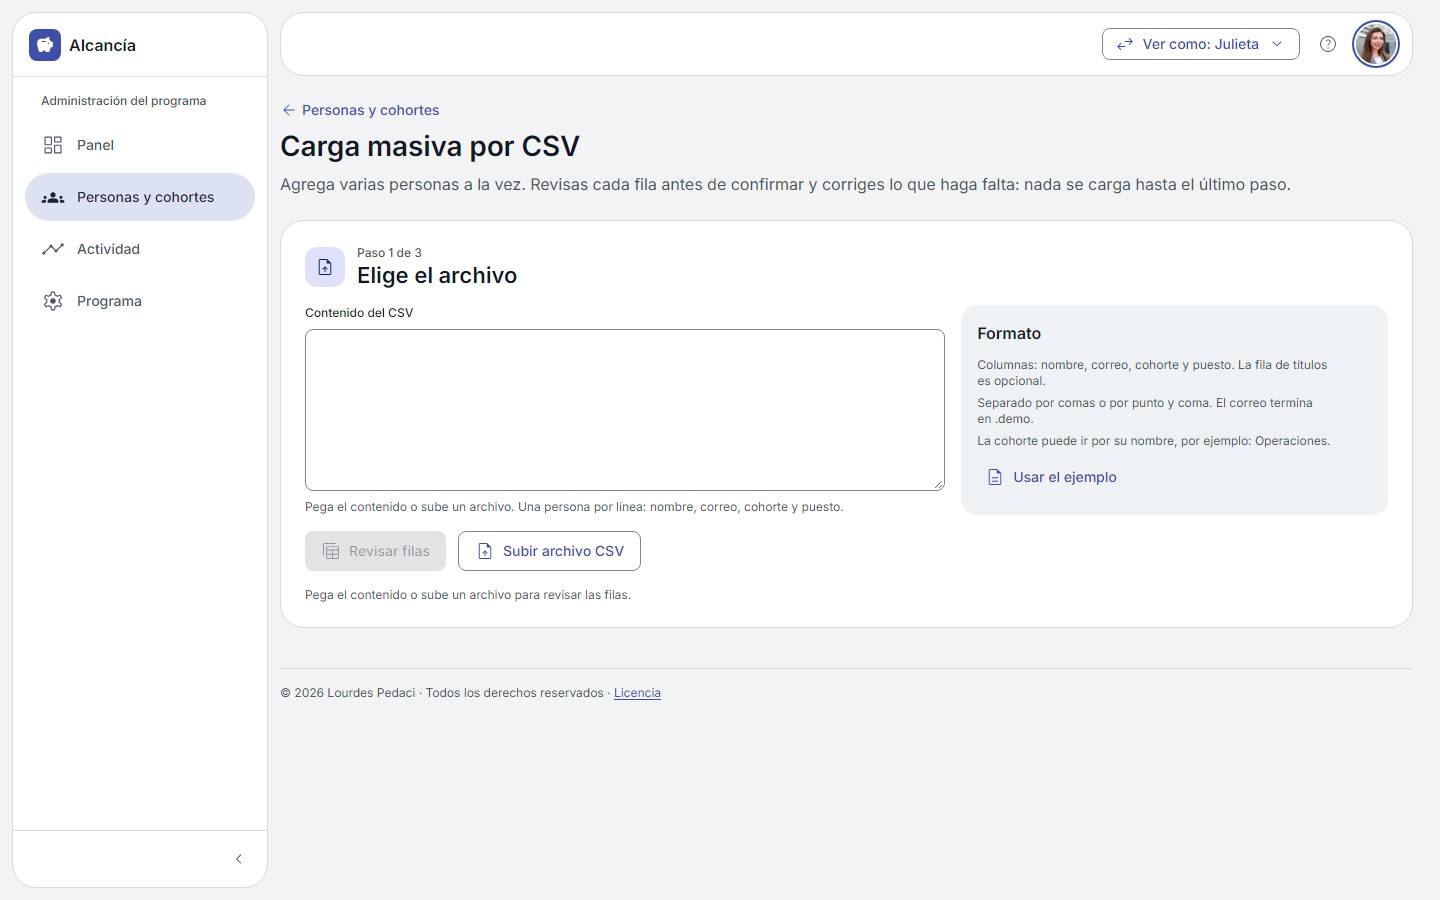 Alcancía
Administración del programa
Panel
Personas y cohortes
Actividad
Programa
Ver como: Julieta
Personas y cohortes
Carga masiva por CSV
Agrega varias personas a la vez. Revisas cada fila antes de confirmar y corriges lo que haga falta: nada se carga hasta el último paso.
Paso 1 de 3
Elige el archivo
Contenido del CSV
Pega el contenido o sube un archivo. Una persona por línea: nombre, correo, cohorte y puesto.
Revisar filas
Subir archivo CSV
Pega el contenido o sube un archivo para revisar las filas.
Formato
Columnas: nombre, correo, cohorte y puesto. La fila de títulos
es opcional.
Separado por comas o por punto y coma. El correo termina
en .demo.
La cohorte puede ir por su nombre, por ejemplo: Operaciones.
Usar el ejemplo
© 2026 Lourdes Pedaci · Todos los derechos reservados · Licencia